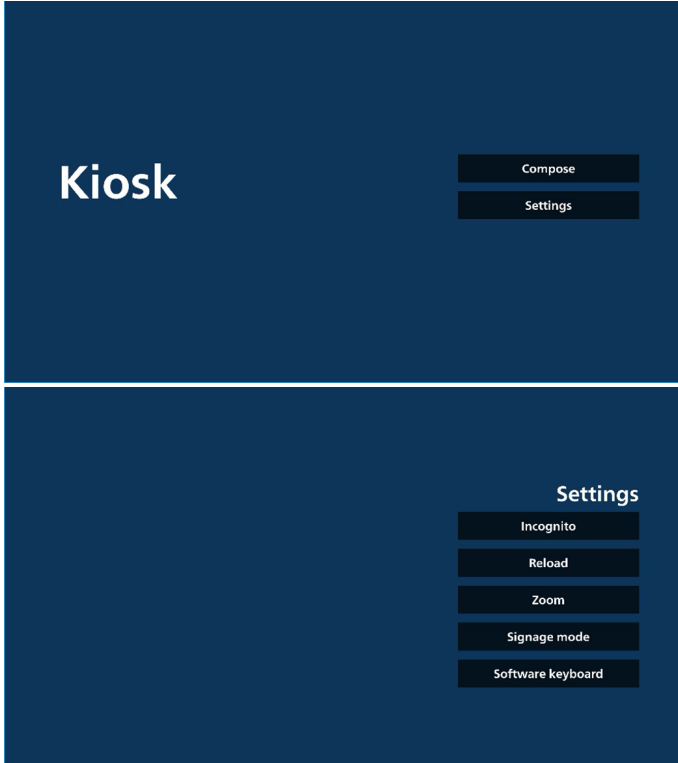 Kiosk
Compose
Settings
Settings
Incognito
Reload
Zoom
Signage mode
Software keyboard